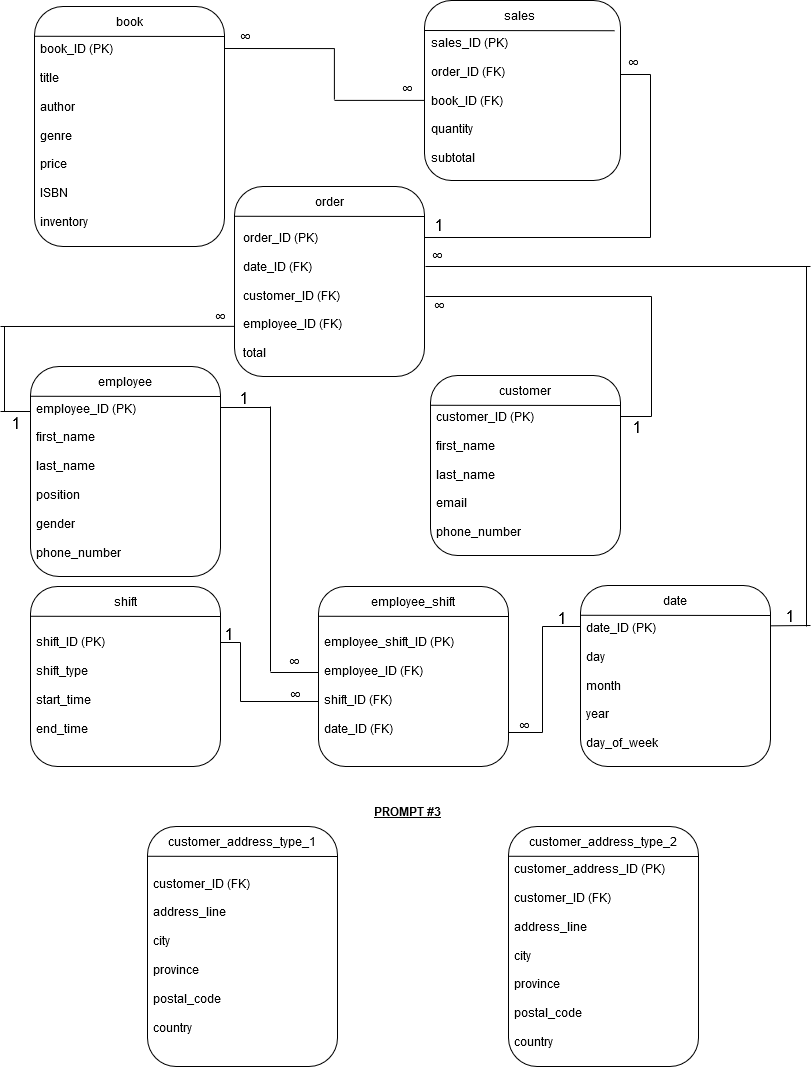 book
book_ID (PK)
title
author
genre
price
ISBN
inventory
∞
∞
sales
sales_ID (PK)
order_ID (FK)
book_ID (FK)
quantity
subtotal
∞
order
order_ID (PK)
date_ID (FK)
customer_ID (FK)
employee_ID (FK)
total
1
∞
∞
∞
employee
employee_ID (PK)
first_name
last_name
position
gender
phone_number
1
1
customer
customer_ID (PK)
first_name
last_name
email
phone_number
1
shift
shift_ID (PK)
shift_type
start_time
end_time
1
∞
∞
employee_shift
employee_shift_ID (PK)
employee_ID (FK)
shift_ID (FK)
date_ID (FK)
∞
1
date
date_ID (PK)
day
month
year
day_of_week
1
PROMPT #3
customer_address_type_1
customer_ID (FK)
address_line
city
province
postal_code
country
customer_address_type_2
customer_address_ID (PK)
customer_ID (FK)
address_line
city
province
postal_code
country